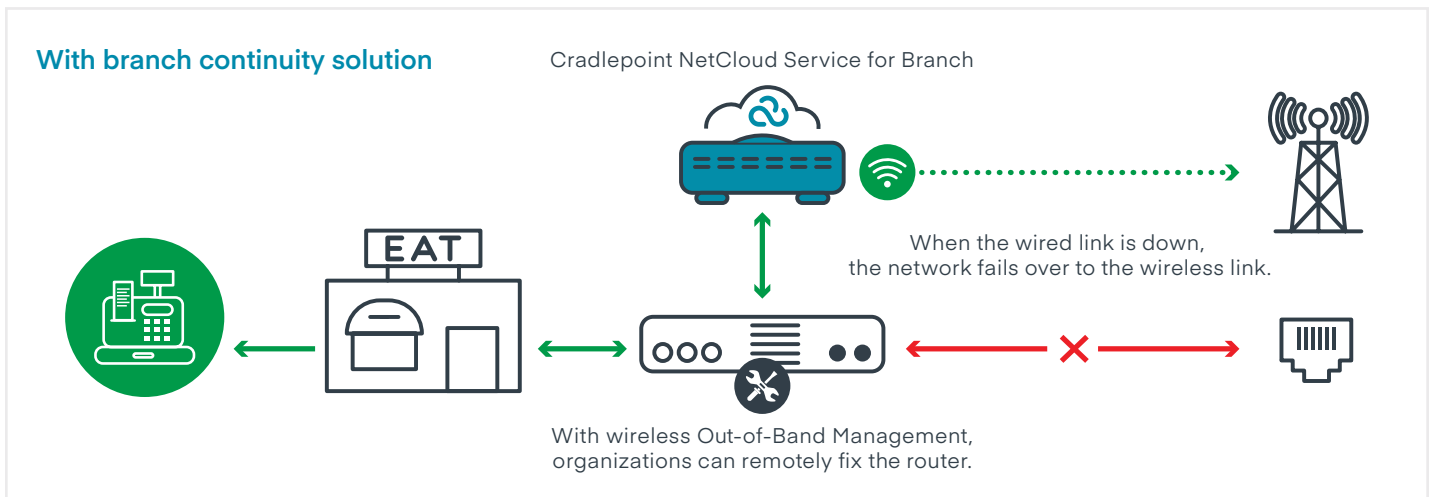 With branch continuity solution
Cradlepoint NetCloud Service for Branch
When the wired link is down,
the network fails over to the wireless link.
EAT
With wireless Out-of-Band Management,
organizations can remotely fix the router.